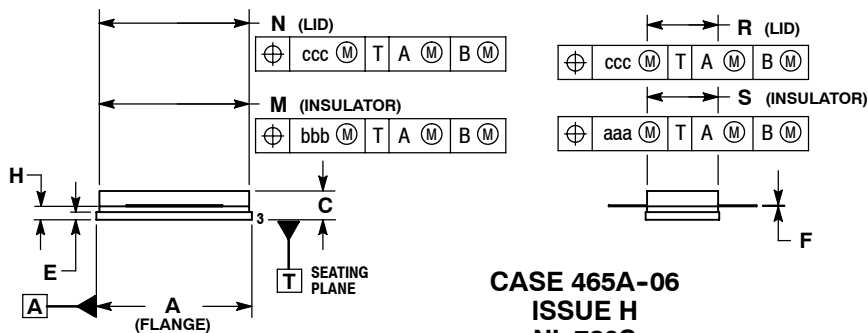 N (LID)
⌖ ccc Ⓜ T A Ⓜ B Ⓜ
M (INSULATOR)
⌖ bbb Ⓜ T A Ⓜ B Ⓜ
R (LID)
⌖ ccc Ⓜ T A Ⓜ B Ⓜ
S (INSULATOR)
⌖ aaa Ⓜ T A Ⓜ B Ⓜ
H
C
3
E
F
T SEATING
PLANE
A
A
(FLANGE)
CASE 465A-06
ISSUE H